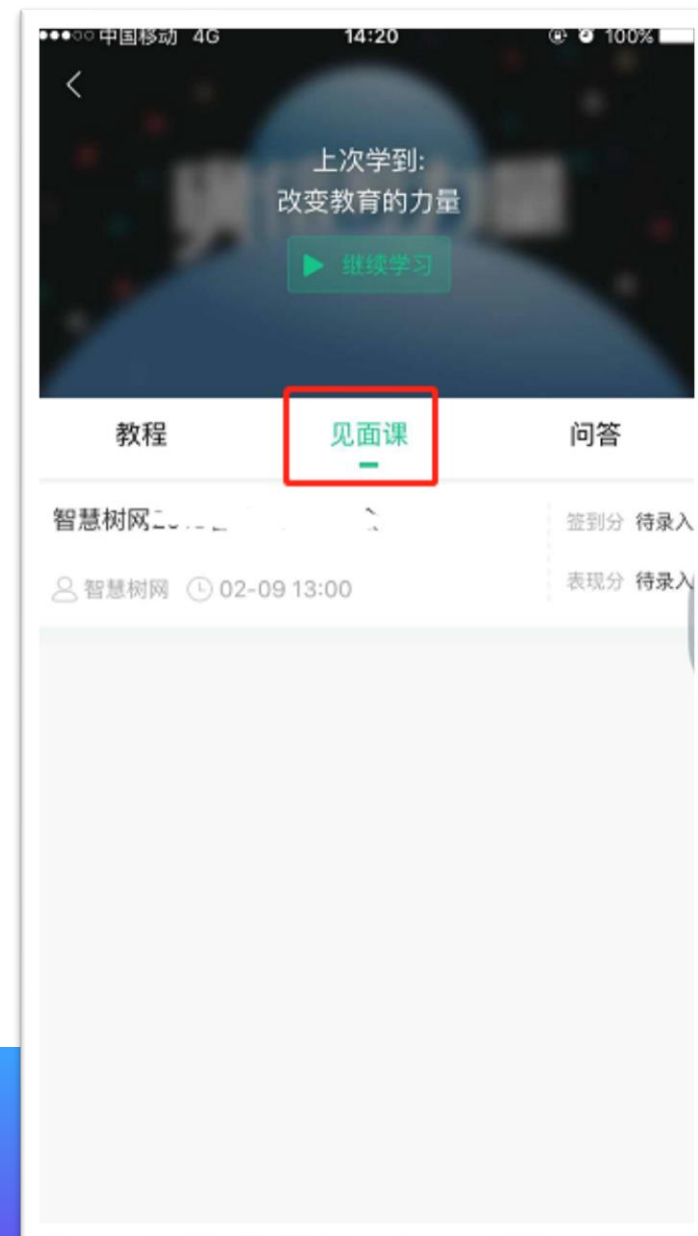 中国移动 4G 14:20 100%
上次学到:
改变教育的力量
继续学习
教程 见面课 问答
智慧树网 签到分 待录入
智慧树网 02-09 13:00 表现分 待录入